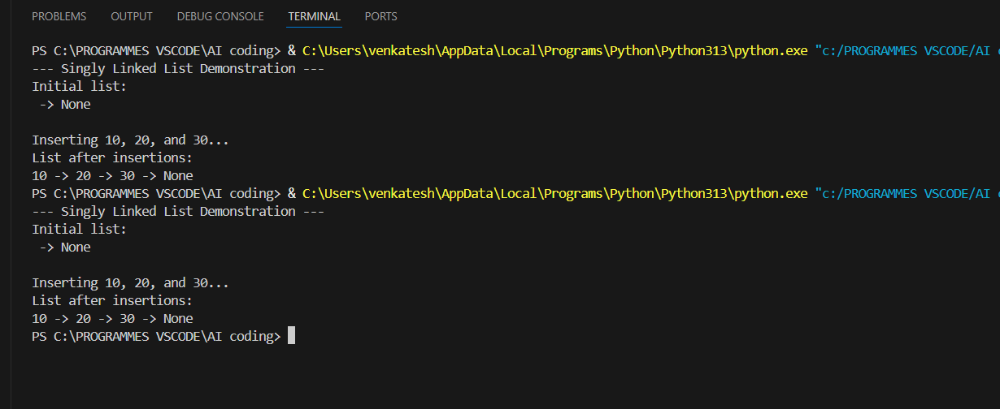 PROBLEMS OUTPUT DEBUG CONSOLE TERMINAL PORTS
PS C:\PROGRAMMES VSCODE\AI coding> & C:\Users\venkatesh\AppData\Local\Programs\Python\Python313\python.exe "c:/PROGRAMMES VSCODE/AI
--- Singly Linked List Demonstration ---
Initial list:
 -> None
Inserting 10, 20, and 30...
List after insertions:
10 -> 20 -> 30 -> None
PS C:\PROGRAMMES VSCODE\AI coding> & C:\Users\venkatesh\AppData\Local\Programs\Python\Python313\python.exe "c:/PROGRAMMES VSCODE/AI
--- Singly Linked List Demonstration ---
Initial list:
 -> None
Inserting 10, 20, and 30...
List after insertions:
10 -> 20 -> 30 -> None
PS C:\PROGRAMMES VSCODE\AI coding>